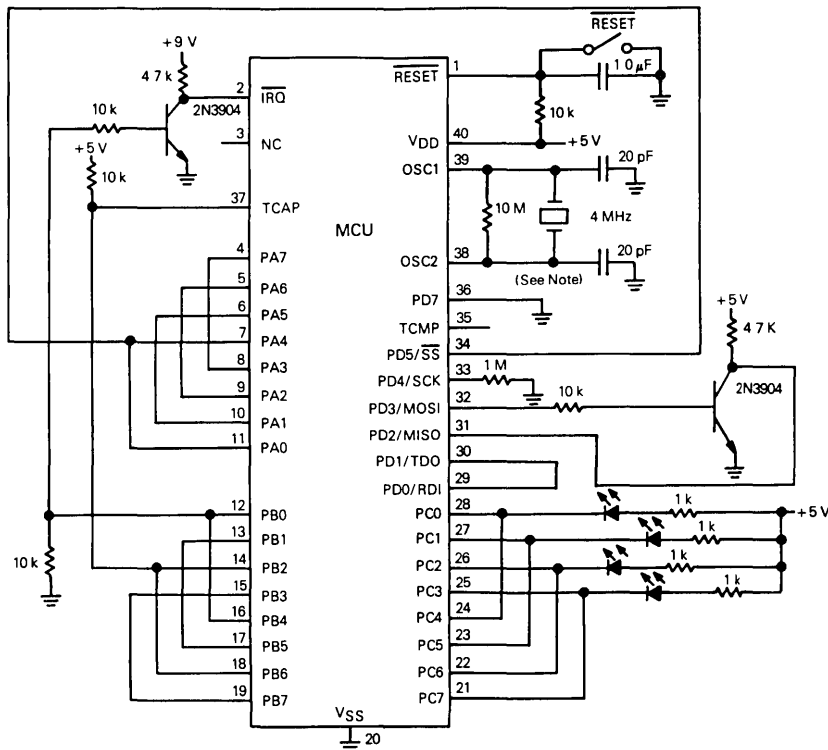 +9 V
4 7k
2N3904
10 k
+5 V
10 k
10 k
MCU
2 IRQ
3 NC
37 TCAP
4 PA7
5 PA6
6 PA5
7 PA4
8 PA3
9 PA2
10 PA1
11 PA0
12 PB0
13 PB1
14 PB2
15 PB3
16 PB4
17 PB5
18 PB6
19 PB7
VSS
20
RESET 1
VDD 40
OSC1 39
OSC2 38
PD7 36
TCMP 35
PD5/SS 34
PD4/SCK 33
PD3/MOSI 32
PD2/MISO 31
PD1/TDO 30
PD0/RDI 29
PC0 28
PC1 27
PC2 26
PC3 25
PC4 24
PC5 23
PC6 22
PC7 21
RESET
1 0 µF
10 k
+5 V
20 pF
10 M
4 MHz
20 pF
(See Note)
+5 V
4 7 K
1 M
10 k
2N3904
1 k
1 k
1 k
1 k
+5 V